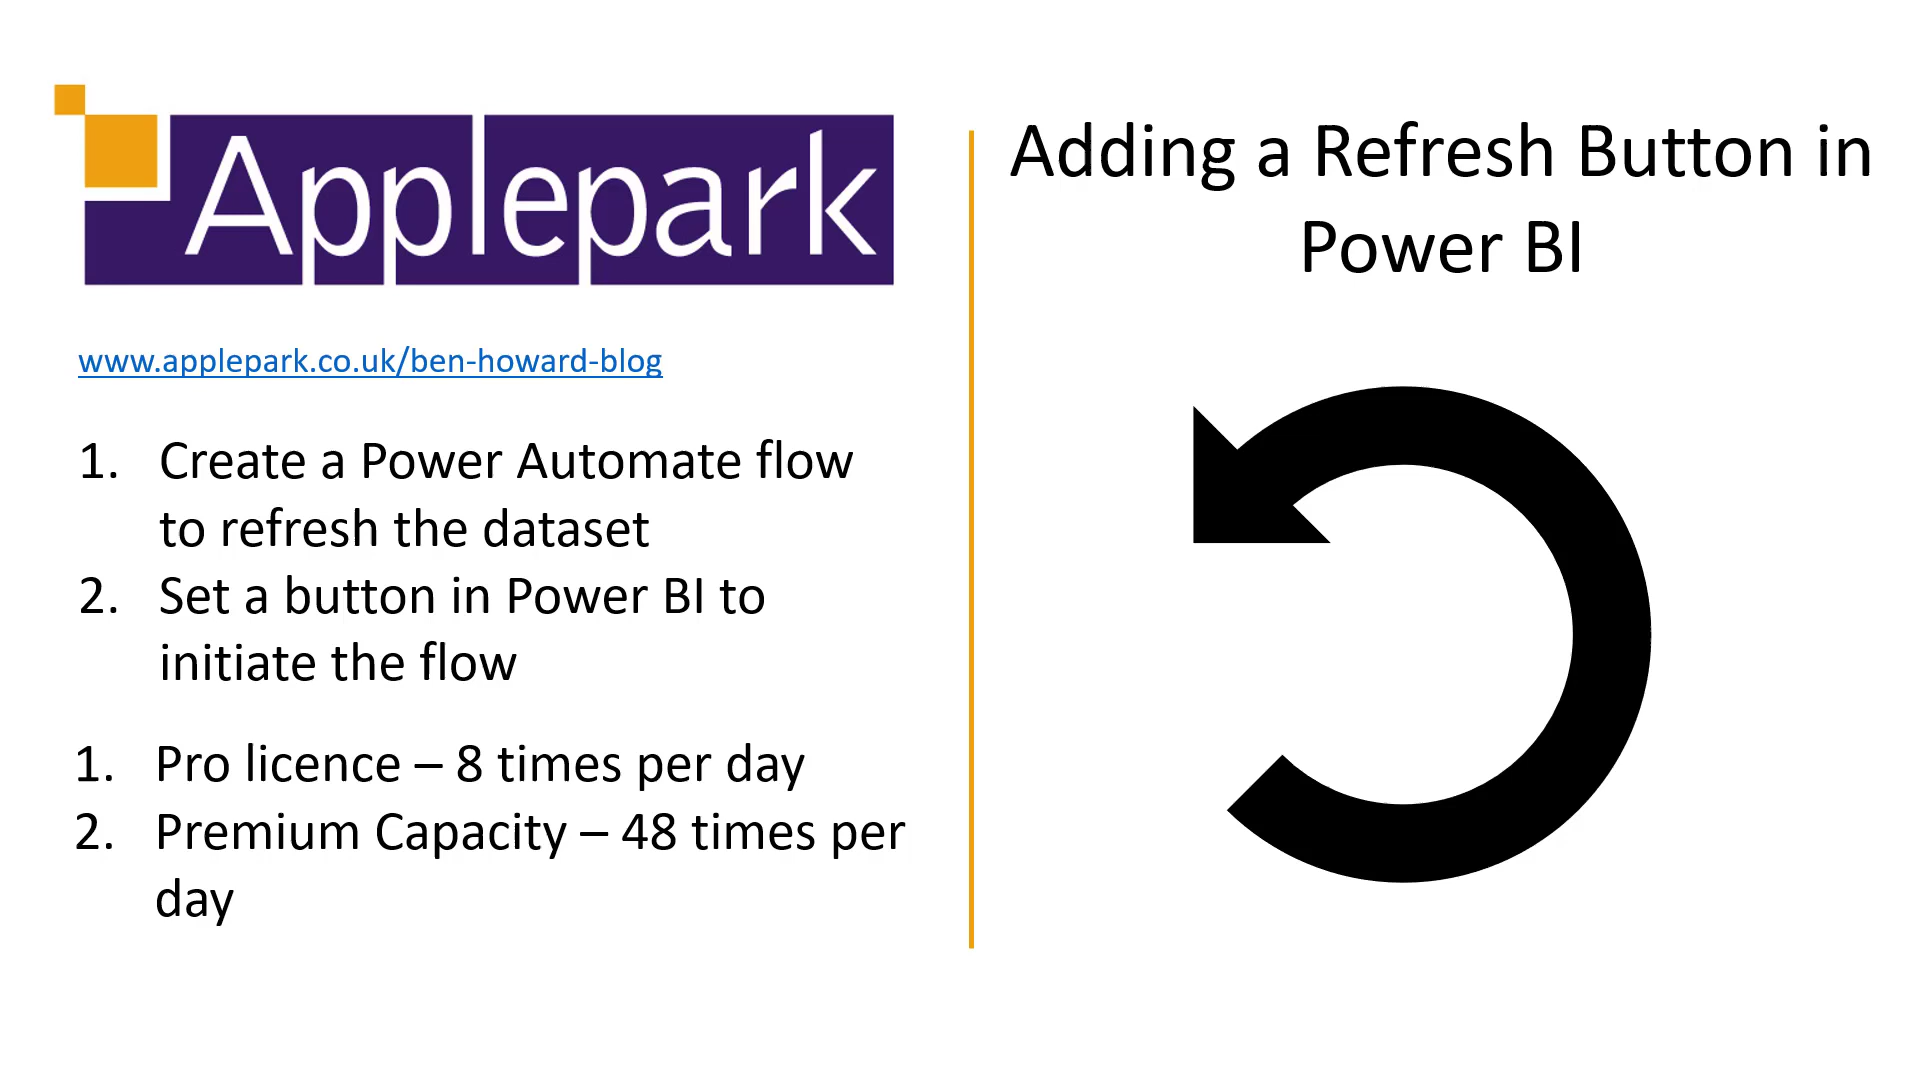 Applepark
www.applepark.co.uk/ben-howard-blog
1. Create a Power Automate flow
to refresh the dataset
2. Set a button in Power BI to
initiate the flow
1. Pro licence – 8 times per day
2. Premium Capacity – 48 times per
day
Adding a Refresh Button in
Power BI